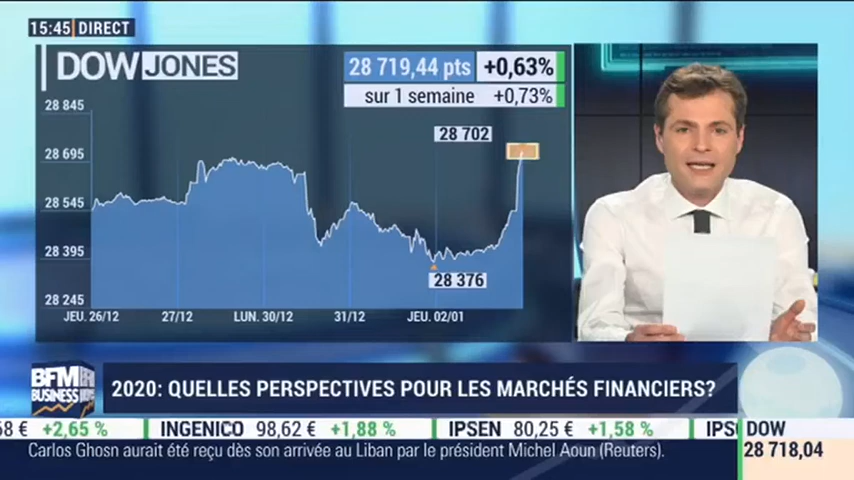 15:45 DIRECT
DOW JONES
28 719,44 pts +0,63%
sur 1 semaine +0,73%
28 845
28 695
28 545
28 395
28 245
28 702
28 376
JEU. 26/12 27/12 LUN. 30/12 31/12 JEU. 02/01
BFM
BUSINESS
2020: QUELLES PERSPECTIVES POUR LES MARCHÉS FINANCIERS?
8 € +2,65 % INGENICO 98,62 € +1,88 % IPSEN 80,25 € +1,58 % IPS
DOW
28 718,04
Carlos Ghosn aurait été reçu dès son arrivée au Liban par le président Michel Aoun (Reuters).